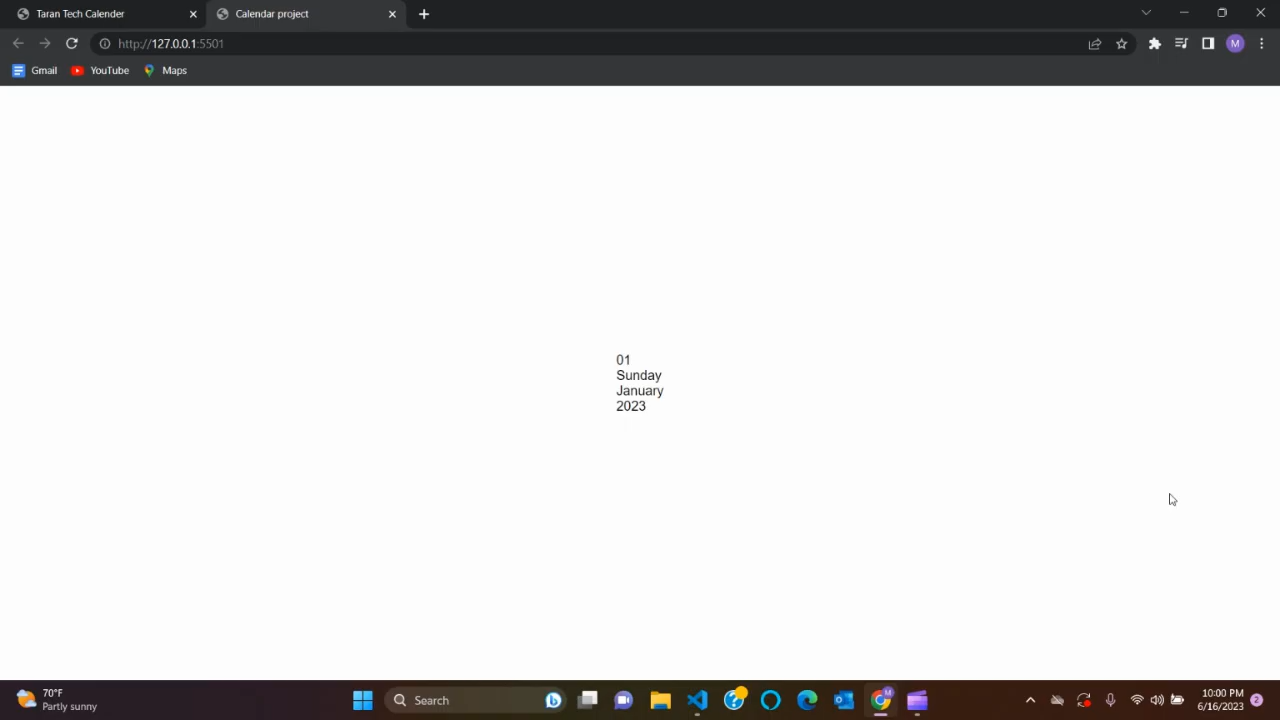 Taran Tech Calender
Calendar project
http://127.0.0.1:5501
M
Gmail
YouTube
Maps
01
Sunday
January
2023
70°F
Partly sunny
Search
M
10:00 PM
6/16/2023
2